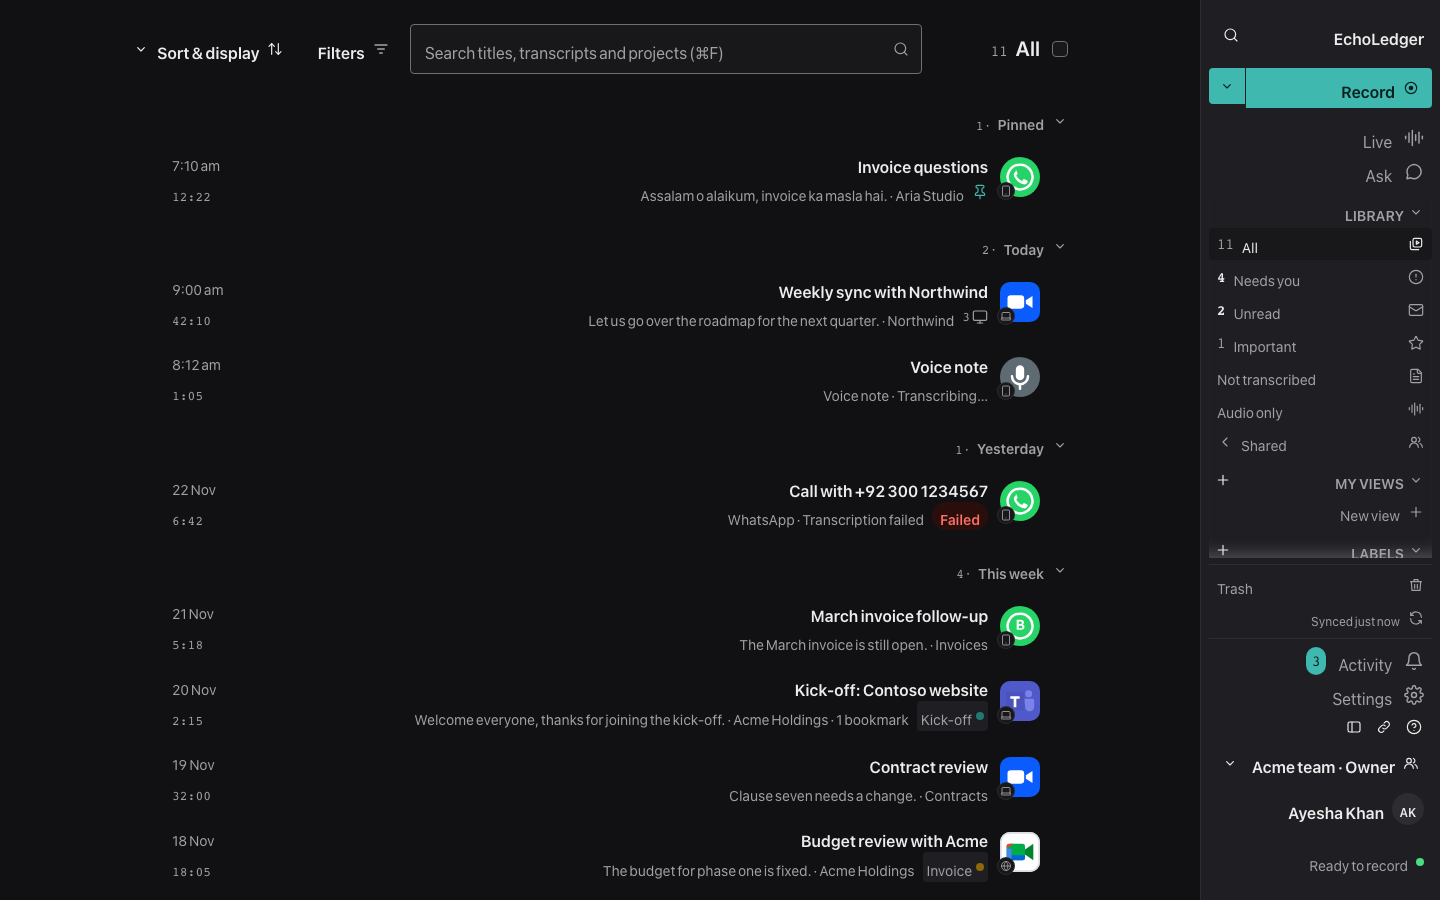 EchoLedger
Record
Live
Ask
LIBRARY
All 11
Needs you 4
Unread 2
Important 1
Not transcribed
Audio only
Shared
MY VIEWS
New view
LABELS
Trash
Synced just now
Activity 3
Settings
Acme team · Owner
AK Ayesha Khan
Ready to record
All 11
Search titles, transcripts and projects (⌘F)
Filters
Sort & display
1 · Pinned
Invoice questions 7:10 am
Assalam o alaikum, invoice ka masla hai. · Aria Studio 12:22
2 · Today
Weekly sync with Northwind 9:00 am
Let us go over the roadmap for the next quarter. · Northwind 3 42:10
Voice note 8:12 am
Voice note · Transcribing... 1:05
1 · Yesterday
Call with +92 300 1234567 22 Nov
WhatsApp · Transcription failed Failed 6:42
4 · This week
March invoice follow-up 21 Nov
The March invoice is still open. · Invoices 5:18
Kick-off: Contoso website 20 Nov
Welcome everyone, thanks for joining the kick-off. · Acme Holdings · 1 bookmark Kick-off 2:15
Contract review 19 Nov
Clause seven needs a change. · Contracts 32:00
Budget review with Acme 18 Nov
The budget for phase one is fixed. · Acme Holdings Invoice 18:05